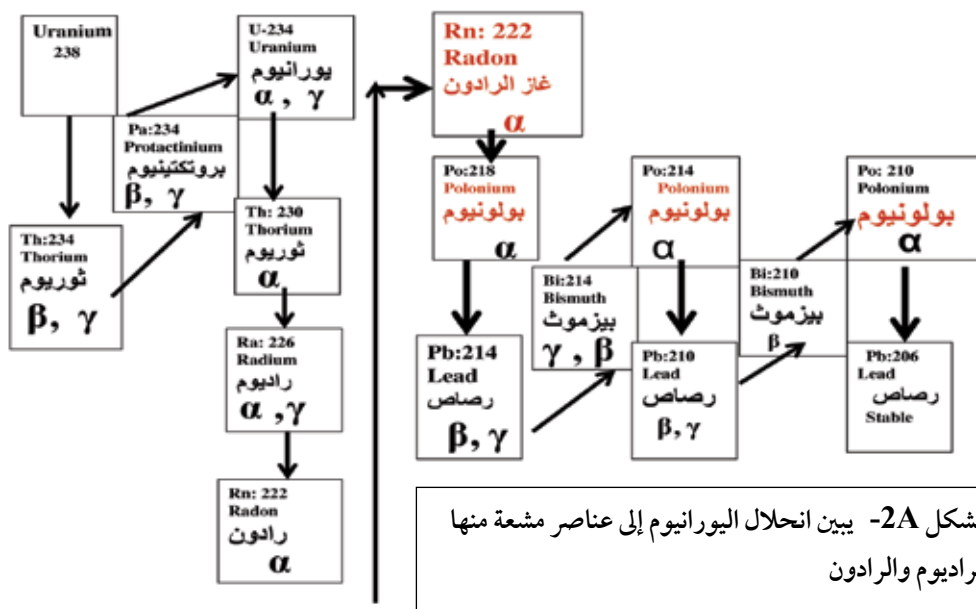 Uranium
238
Th:234
Thorium
ثوريوم
β, γ
Pa:234
Protactinium
بروتكتينيوم
β, γ
U-234
Uranium
يورانيوم
α , γ
Th: 230
Thorium
ثوريوم
α
Ra: 226
Radium
راديوم
α ,γ
Rn: 222
Radon
رادون
α
Rn: 222
Radon
غاز الرادون
α
Po:218
Polonium
بولونيوم
α
Pb:214
Lead
رصاص
β, γ
Bi:214
Bismuth
بيزموث
γ , β
Po:214
Polonium
بولونيوم
α
Pb:210
Lead
رصاص
β, γ
Bi:210
Bismuth
بيزموث
β
Po: 210
Polonium
بولونيوم
α
Pb:206
Lead
رصاص
Stable
شكل 2A- يبين انحلال اليورانيوم إلى عناصر مشعة منها
راديوم والرادون